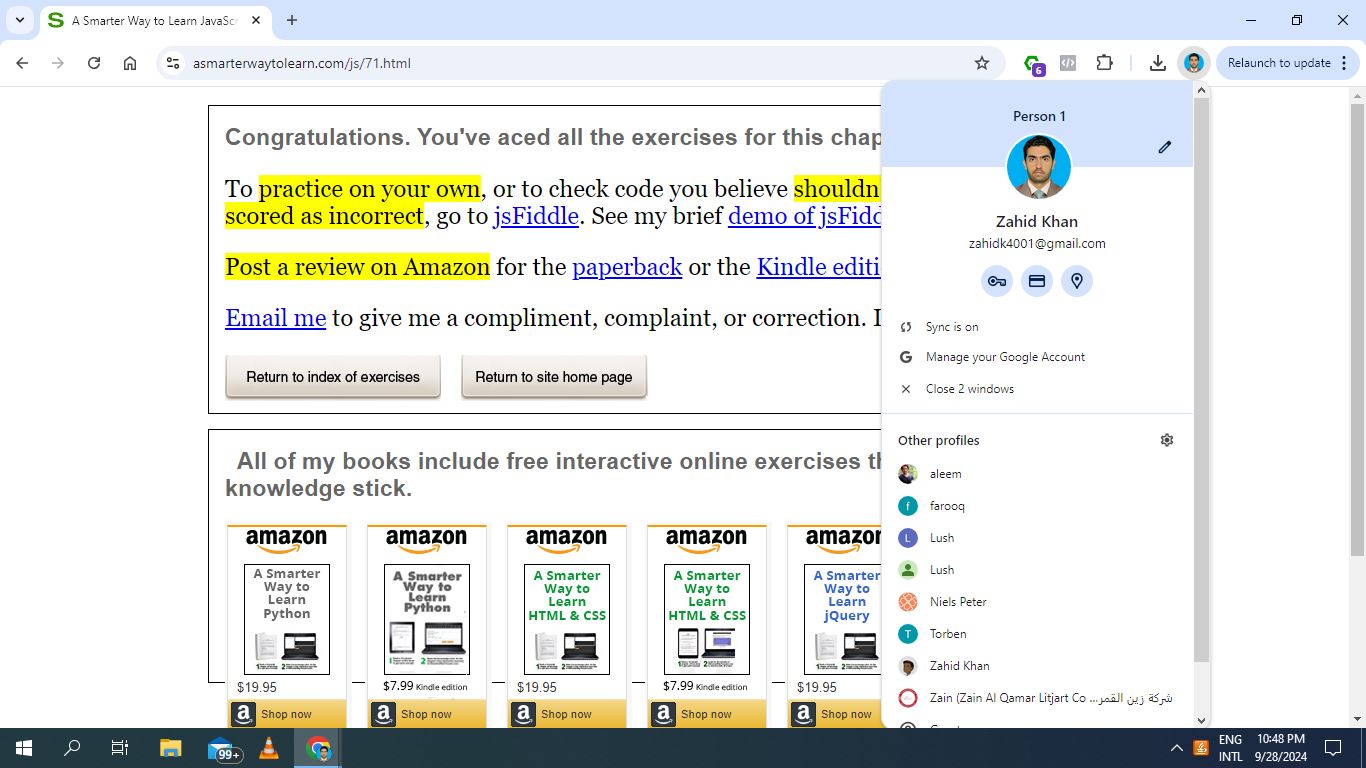 A Smarter Way to Learn JavaScr
asmarterwaytolearn.com/js/71.html
6
Relaunch to update
Congratulations. You've aced all the exercises for this chap
To practice on your own, or to check code you believe shouldn
scored as incorrect, go to jsFiddle. See my brief demo of jsFidd
Post a review on Amazon for the paperback or the Kindle editi
Email me to give me a compliment, complaint, or correction. I
Return to index of exercises
Return to site home page
All of my books include free interactive online exercises th
knowledge stick.
amazon
A Smarter
Way to
Learn
Python
$19.95
Shop now
amazon
A Smarter
Way to
Learn
Python
$7.99 Kindle edition
Shop now
amazon
A Smarter
Way to
Learn
HTML & CSS
$19.95
Shop now
amazon
A Smarter
Way to
Learn
HTML & CSS
$7.99 Kindle edition
Shop now
amazon
A Smarter
Way to
Learn
jQuery
$19.95
Shop now
Person 1
Zahid Khan
zahidk4001@gmail.com
Sync is on
Manage your Google Account
Close 2 windows
Other profiles
aleem
f farooq
L Lush
Lush
Niels Peter
T Torben
Zahid Khan
Zain (Zain Al Qamar Litjart Co ...شركة زين القمر
99+
ENG
INTL
10:48 PM
9/28/2024